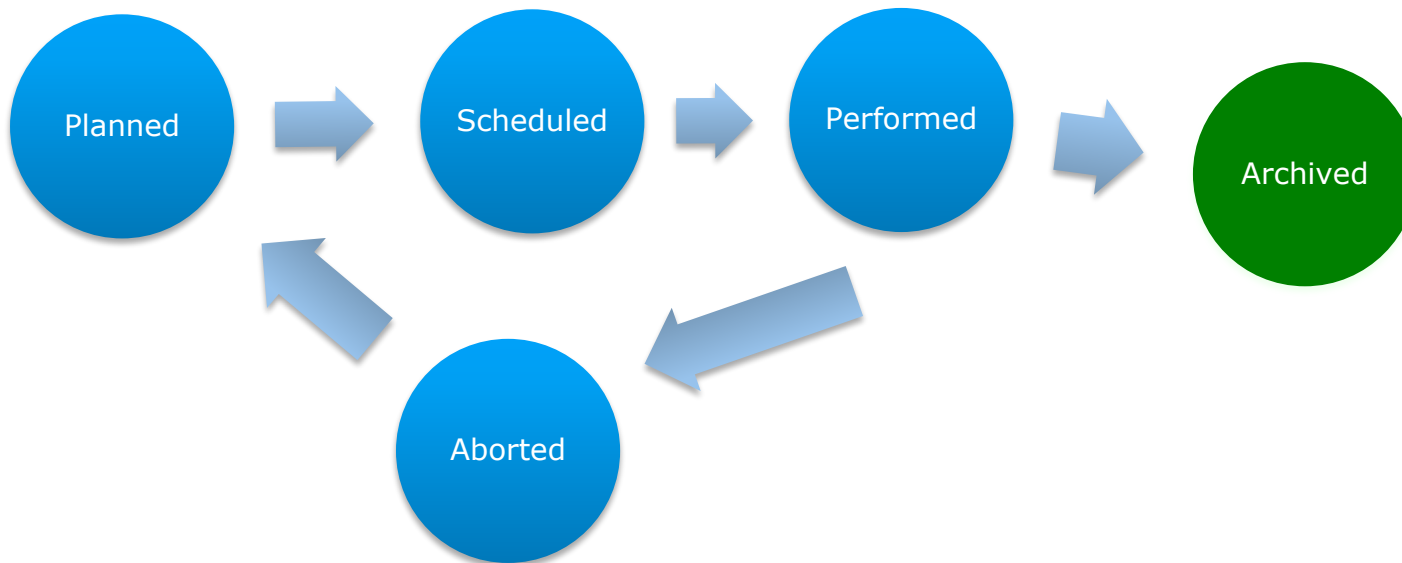 Planned
Scheduled
Performed
Archived
Aborted